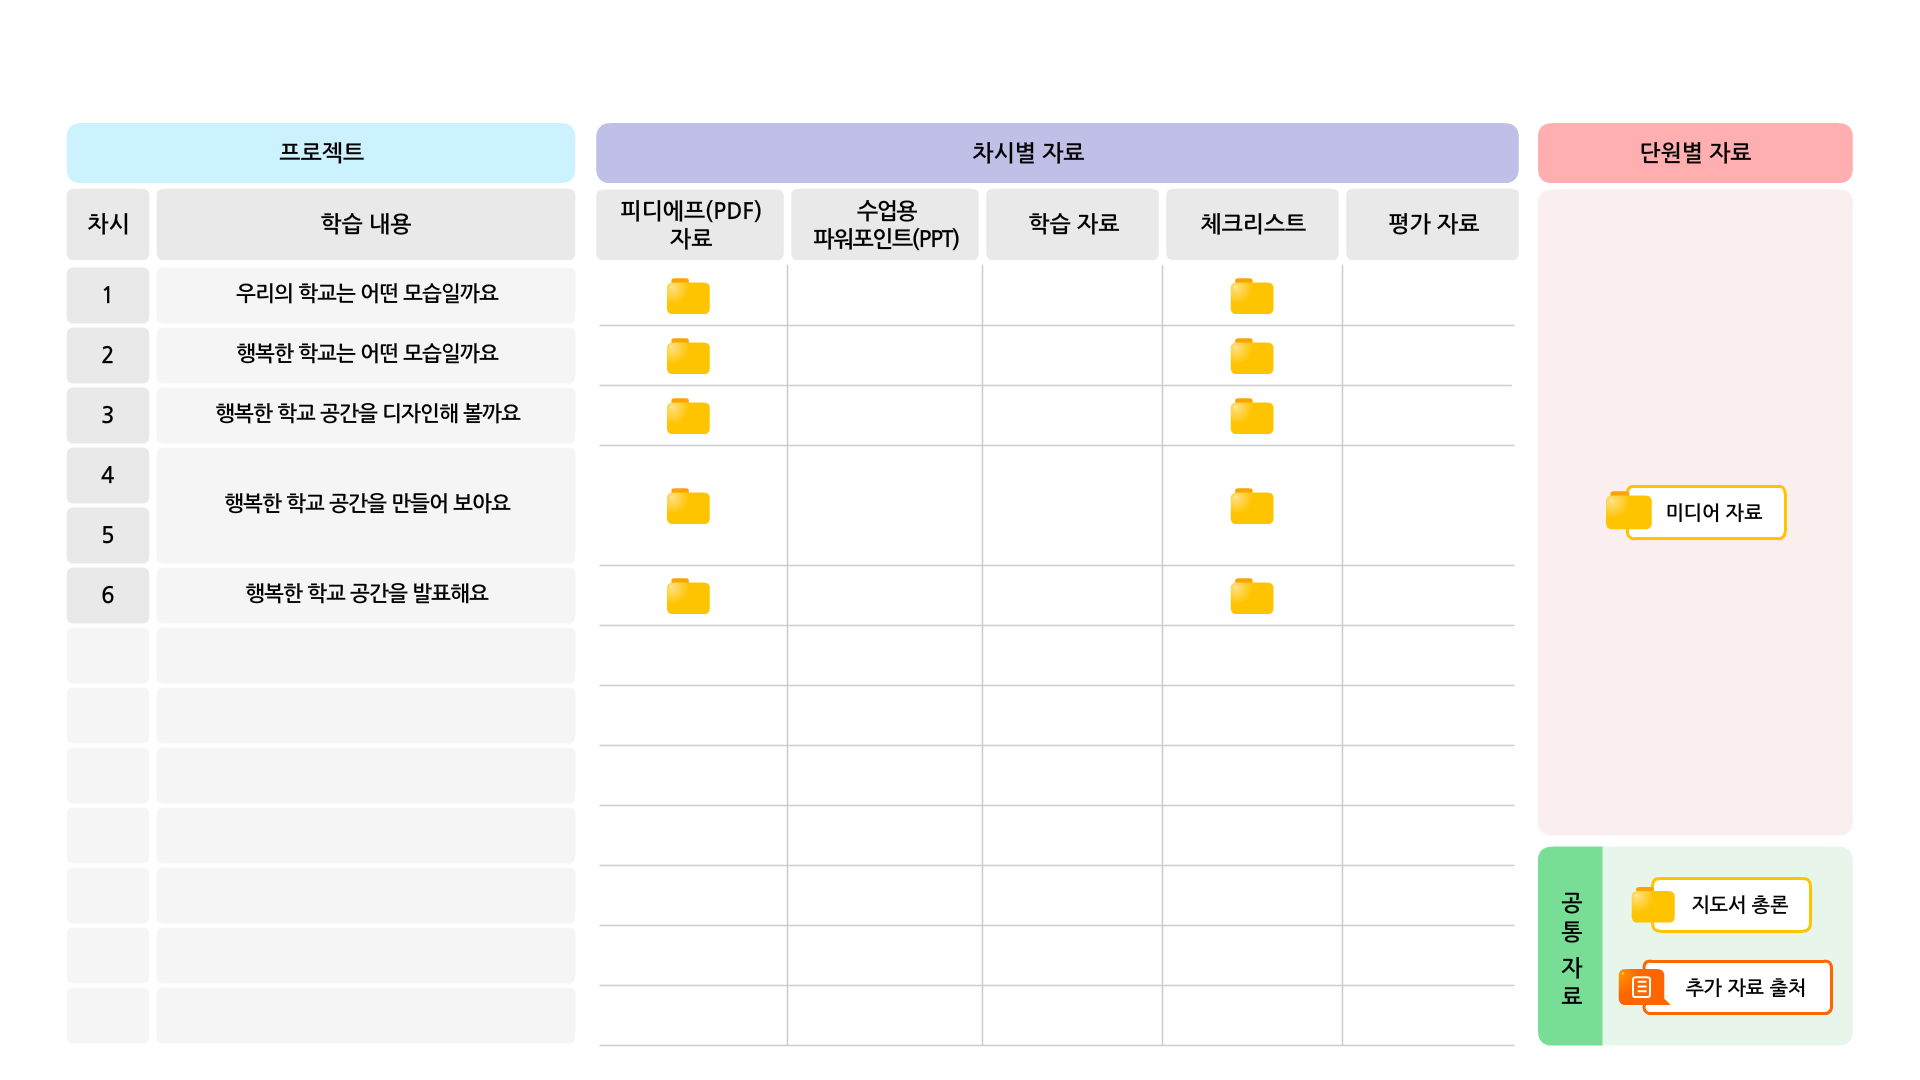 프로젝트
차시별 자료
단원별 자료
차시
학습 내용
피디에프(PDF)
자료
수업용
파워포인트(PPT)
학습 자료
체크리스트
평가 자료
1
우리의 학교는 어떤 모습일까요
2
행복한 학교는 어떤 모습일까요
3
행복한 학교 공간을 디자인해 볼까요
4
행복한 학교 공간을 만들어 보아요
5
6
행복한 학교 공간을 발표해요
미디어 자료
공통 자료
지도서 총론
추가 자료 출처